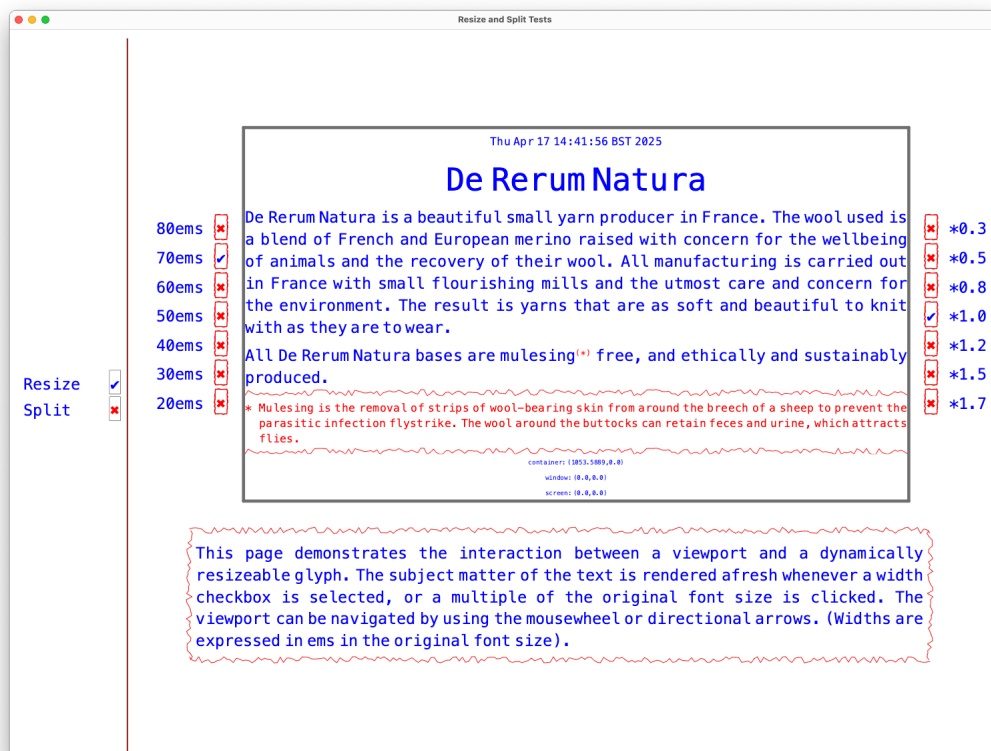 Resize and Split Tests
Thu Apr 17 14:41:56 BST 2025
De Rerum Natura
De Rerum Natura is a beautiful small yarn producer in France. The wool used is
a blend of French and European merino raised with concern for the wellbeing
of animals and the recovery of their wool. All manufacturing is carried out
in France with small flourishing mills and the utmost care and concern for
the environment. The result is yarns that are as soft and beautiful to knit
with as they are to wear.
All De Rerum Natura bases are mulesing(*) free, and ethically and sustainably
produced.
* Mulesing is the removal of strips of wool-bearing skin from around the breech of a sheep to prevent the
parasitic infection flystrike. The wool around the buttocks can retain feces and urine, which attracts
flies.
container: (1053.5889,0.0)
window: (0.0,0.0)
screen: (0.0,0.0)
80ems ✖
70ems ✔
60ems ✖
50ems ✖
40ems ✖
30ems ✖
20ems ✖
✖ *0.3
✖ *0.5
✖ *0.8
✔ *1.0
✖ *1.2
✖ *1.5
✖ *1.7
Resize ✔
Split ✖
This page demonstrates the interaction between a viewport and a dynamically
resizeable glyph. The subject matter of the text is rendered afresh whenever a width
checkbox is selected, or a multiple of the original font size is clicked. The
viewport can be navigated by using the mousewheel or directional arrows. (Widths are
expressed in ems in the original font size).